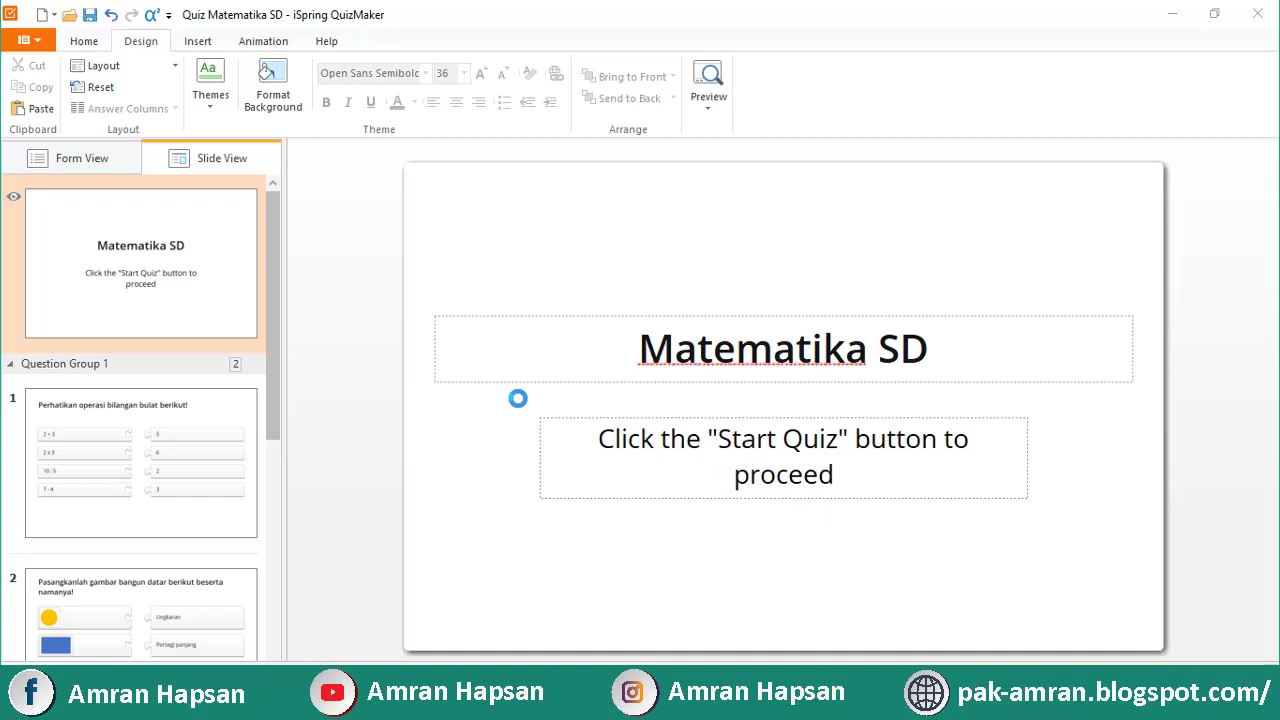 Quiz Matematika SD - iSpring QuizMaker
Home
Design
Insert
Animation
Help
Cut
Copy
Paste
Clipboard
Layout
Reset
Answer Columns
Layout
Aa
Themes
Format
Background
Open Sans Semibolc
36
B I U A
Theme
Bring to Front
Send to Back
Arrange
Preview
Form View
Slide View
Matematika SD
Click the "Start Quiz" button to
proceed
Question Group 1
2
1
Perhatikan operasi bilangan bulat berikut!
2 + 3
5
2 x 3
6
10 : 5
2
7 - 4
3
2
Pasangkanlah gambar bangun datar berikut beserta
namanya!
Lingkaran
Persegi panjang
Matematika SD
Click the "Start Quiz" button to
proceed
Amran Hapsan
Amran Hapsan
Amran Hapsan
pak-amran.blogspot.com/